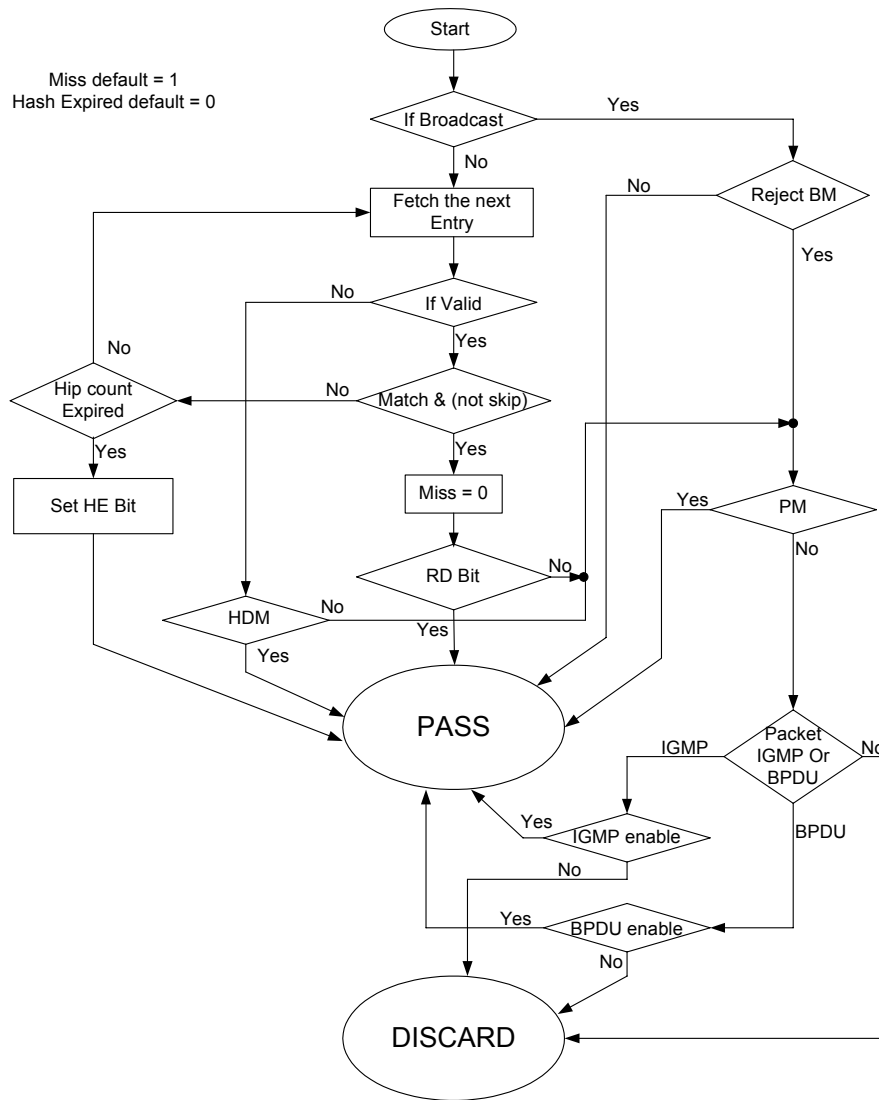 Start
Miss default = 1
Hash Expired default = 0
If Broadcast
Yes
No
Fetch the next
Entry
No
Reject BM
Yes
No
If Valid
Yes
No
Hip count
Expired
No
Match & (not skip)
Yes
Yes
Set HE Bit
Miss = 0
Yes
PM
No
RD Bit
No
HDM
No
Yes
Yes
PASS
IGMP
Packet
IGMP Or
BPDU
No
Yes
IGMP enable
BPDU
No
Yes
BPDU enable
No
DISCARD